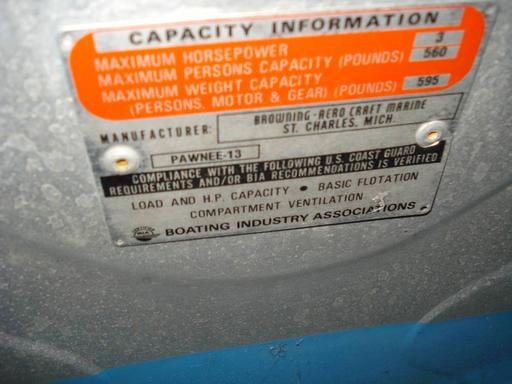 CAPACITY INFORMATION
MAXIMUM HORSEPOWER 3
MAXIMUM PERSONS CAPACITY (POUNDS) 560
MAXIMUM WEIGHT CAPACITY
(PERSONS, MOTOR & GEAR) (POUNDS) 595
MANUFACTURER: BROWNING-AERO CRAFT MARINE
ST. CHARLES, MICH.
PAWNEE-13
COMPLIANCE WITH THE FOLLOWING U.S. COAST GUARD
REQUIREMENTS AND/OR BIA RECOMMENDATIONS IS VERIFIED
LOAD AND H.P. CAPACITY • BASIC FLOTATION
COMPARTMENT VENTILATION
BOATING INDUSTRY ASSOCIATIONS